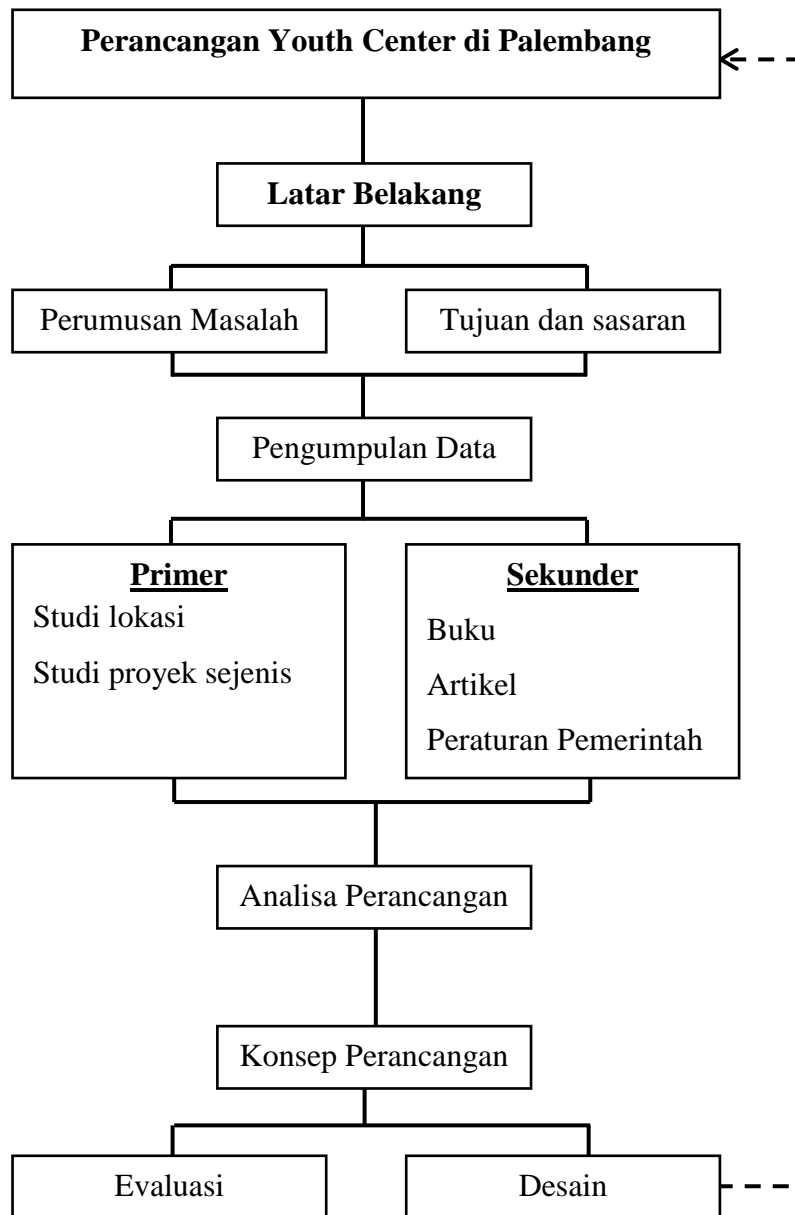 Perancangan Youth Center di Palembang
Latar Belakang
Perumusan Masalah
Tujuan dan sasaran
Pengumpulan Data
Primer
Studi lokasi
Studi proyek sejenis
Sekunder
Buku
Artikel
Peraturan Pemerintah
Analisa Perancangan
Konsep Perancangan
Evaluasi
Desain